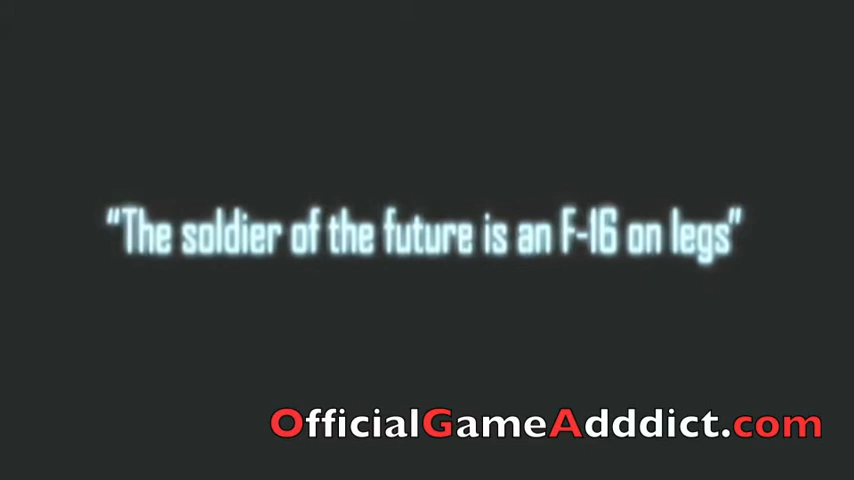 “The soldier of the future is an F-16 on legs”
OfficialGameAdddict.com